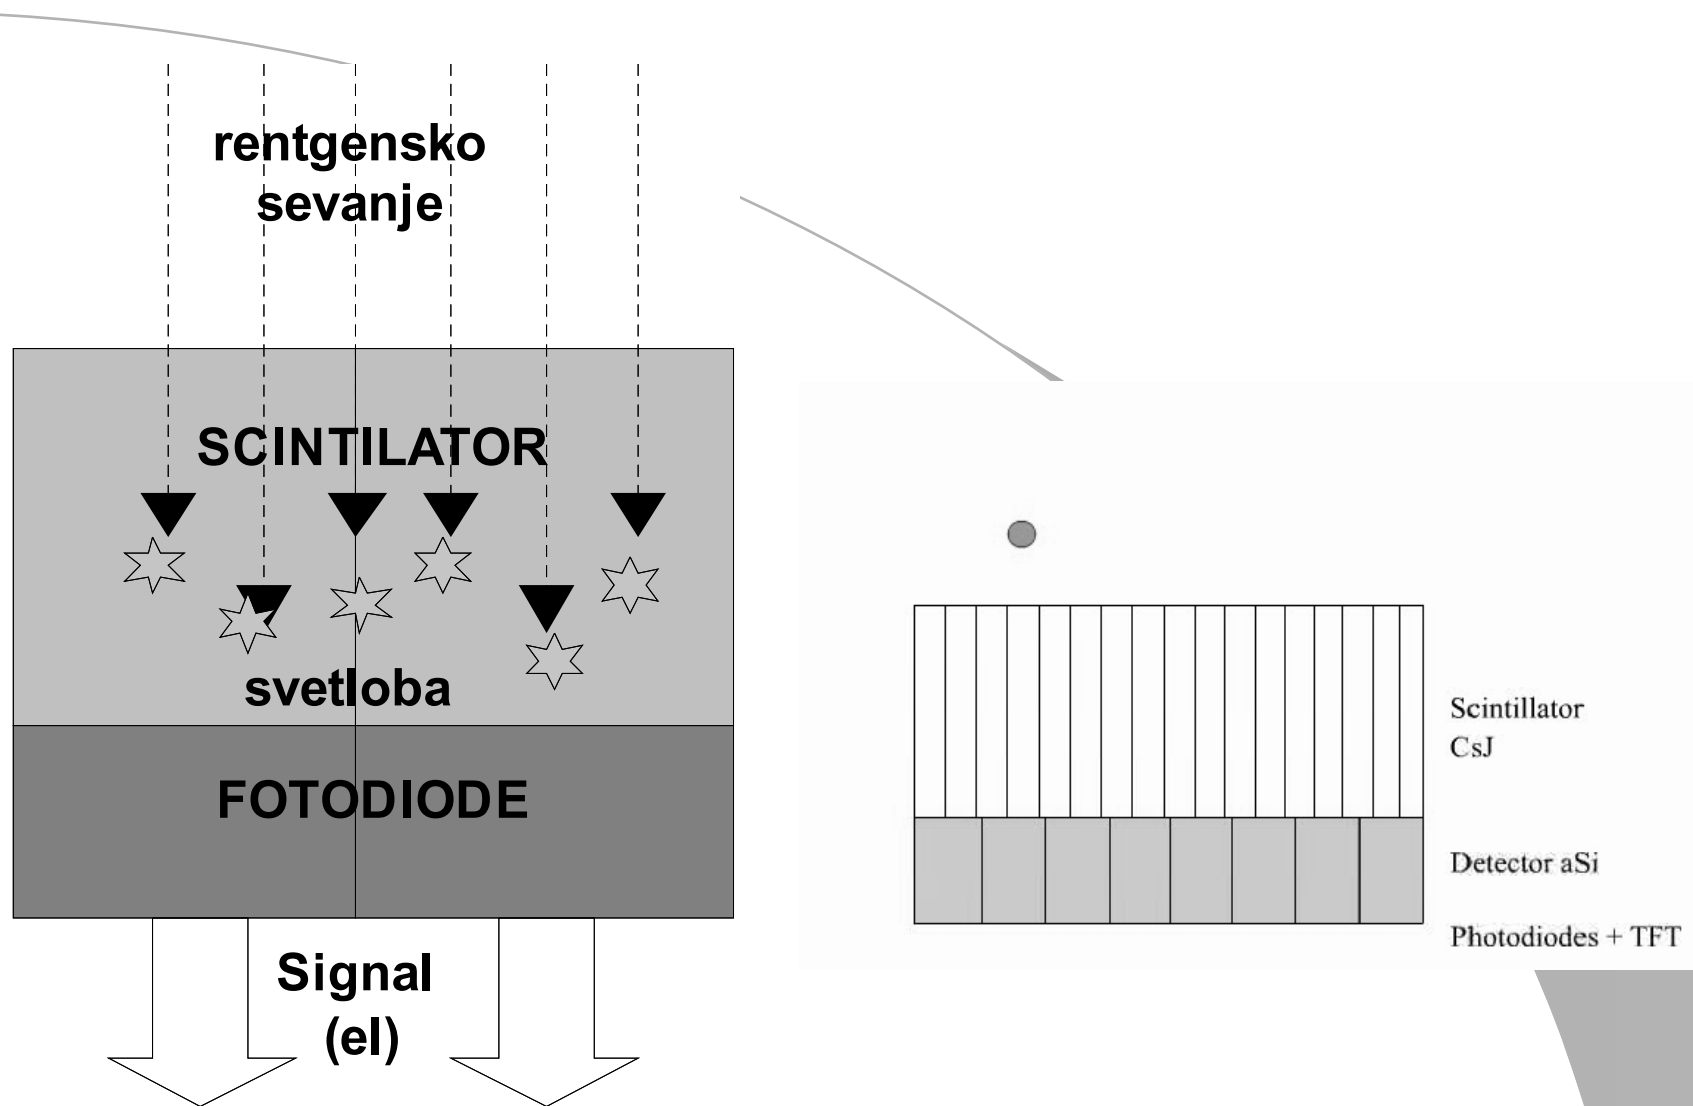 rentgensko
sevanje
SCINTILATOR
svetloba
FOTODIODE
Signal
(el)
Scintillator
CsJ
Detector aSi
Photodiodes + TFT